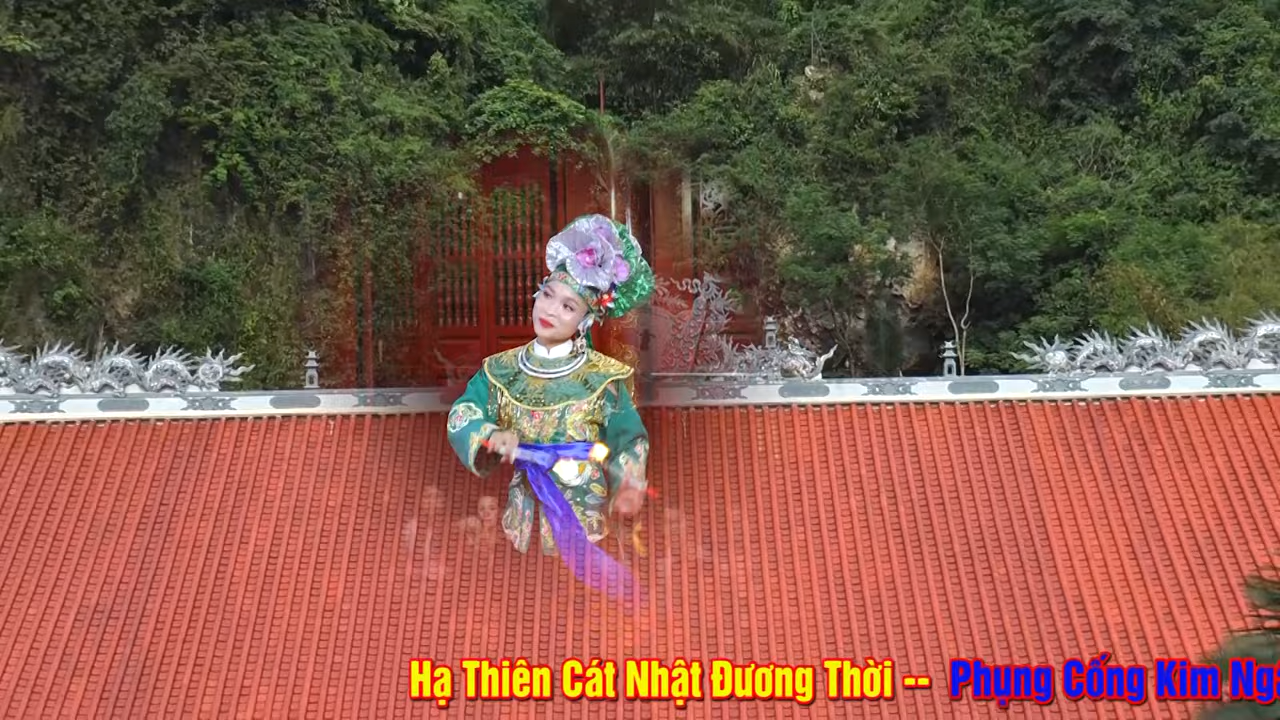 Hạ Thiên Cát Nhật Đương Thời -- Phụng Cống Kim